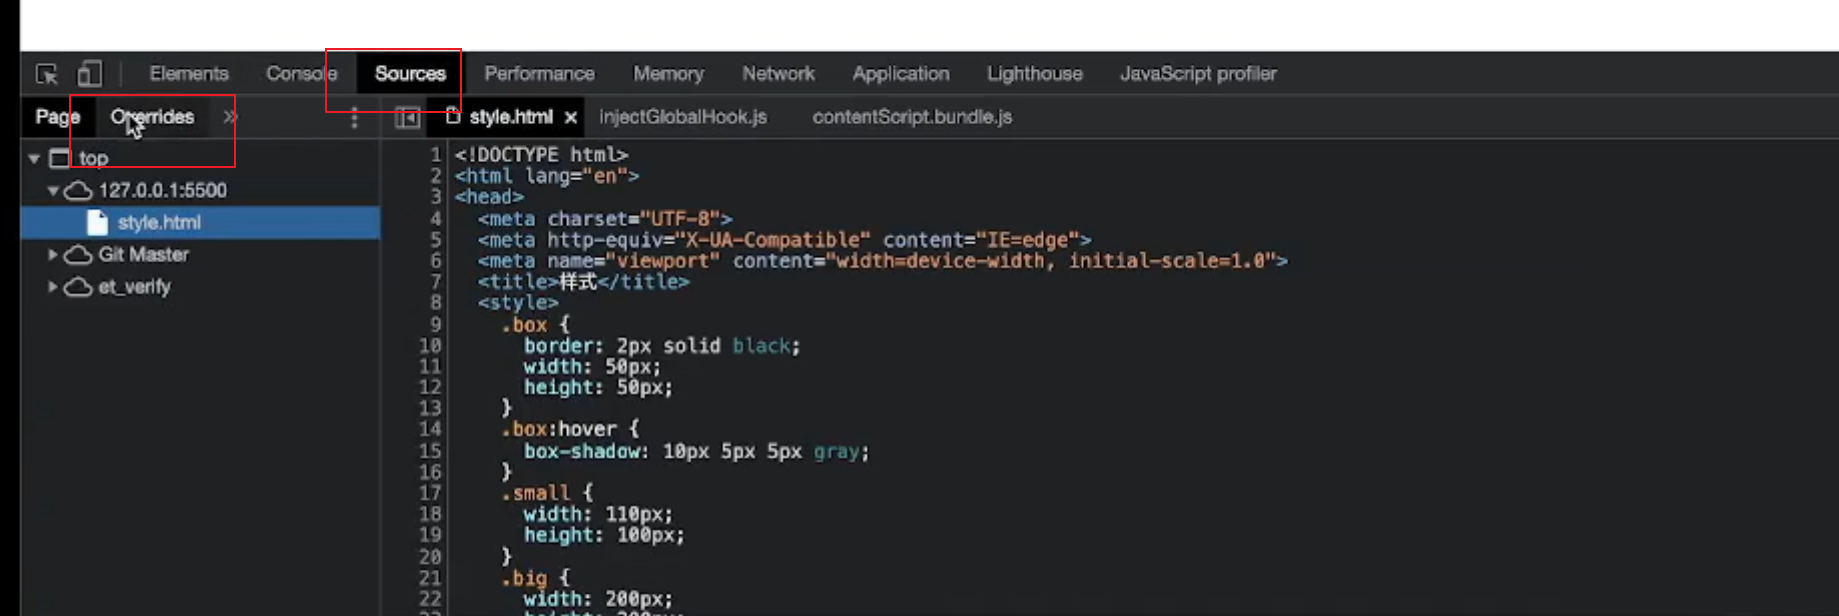 Elements Console Sources Performance Memory Network Application Lighthouse JavaScript profiler
Page Overrides » style.html × injectGlobalHook.js contentScript.bundle.js
top
127.0.0.1:5500
style.html
Git Master
et_verify
1 <!DOCTYPE html>
2 <html lang="en">
3 <head>
4 <meta charset="UTF-8">
5 <meta http-equiv="X-UA-Compatible" content="IE=edge">
6 <meta name="viewport" content="width=device-width, initial-scale=1.0">
7 <title>样式</title>
8 <style>
9 .box {
10 border: 2px solid black;
11 width: 50px;
12 height: 50px;
13 }
14 .box:hover {
15 box-shadow: 10px 5px 5px gray;
16 }
17 .small {
18 width: 110px;
19 height: 100px;
20 }
21 .big {
22 width: 200px;